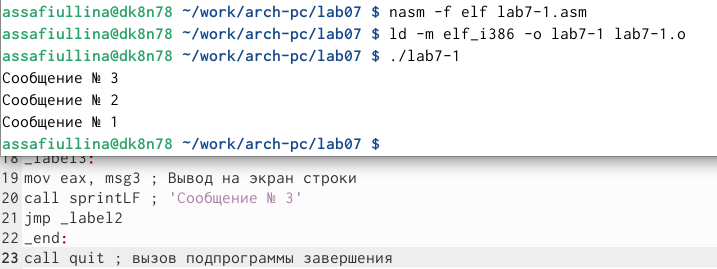 assafiullina@dk8n78 ~/work/arch-pc/lab07 $ nasm -f elf lab7-1.asm
assafiullina@dk8n78 ~/work/arch-pc/lab07 $ ld -m elf_i386 -o lab7-1 lab7-1.o
assafiullina@dk8n78 ~/work/arch-pc/lab07 $ ./lab7-1
Сообщение № 3
Сообщение № 2
Сообщение № 1
assafiullina@dk8n78 ~/work/arch-pc/lab07 $
18 _label3:
19 mov eax, msg3 ; Вывод на экран строки
20 call sprintLF ; 'Сообщение № 3'
21 jmp _label2
22 _end:
23 call quit ; вызов подпрограммы завершения